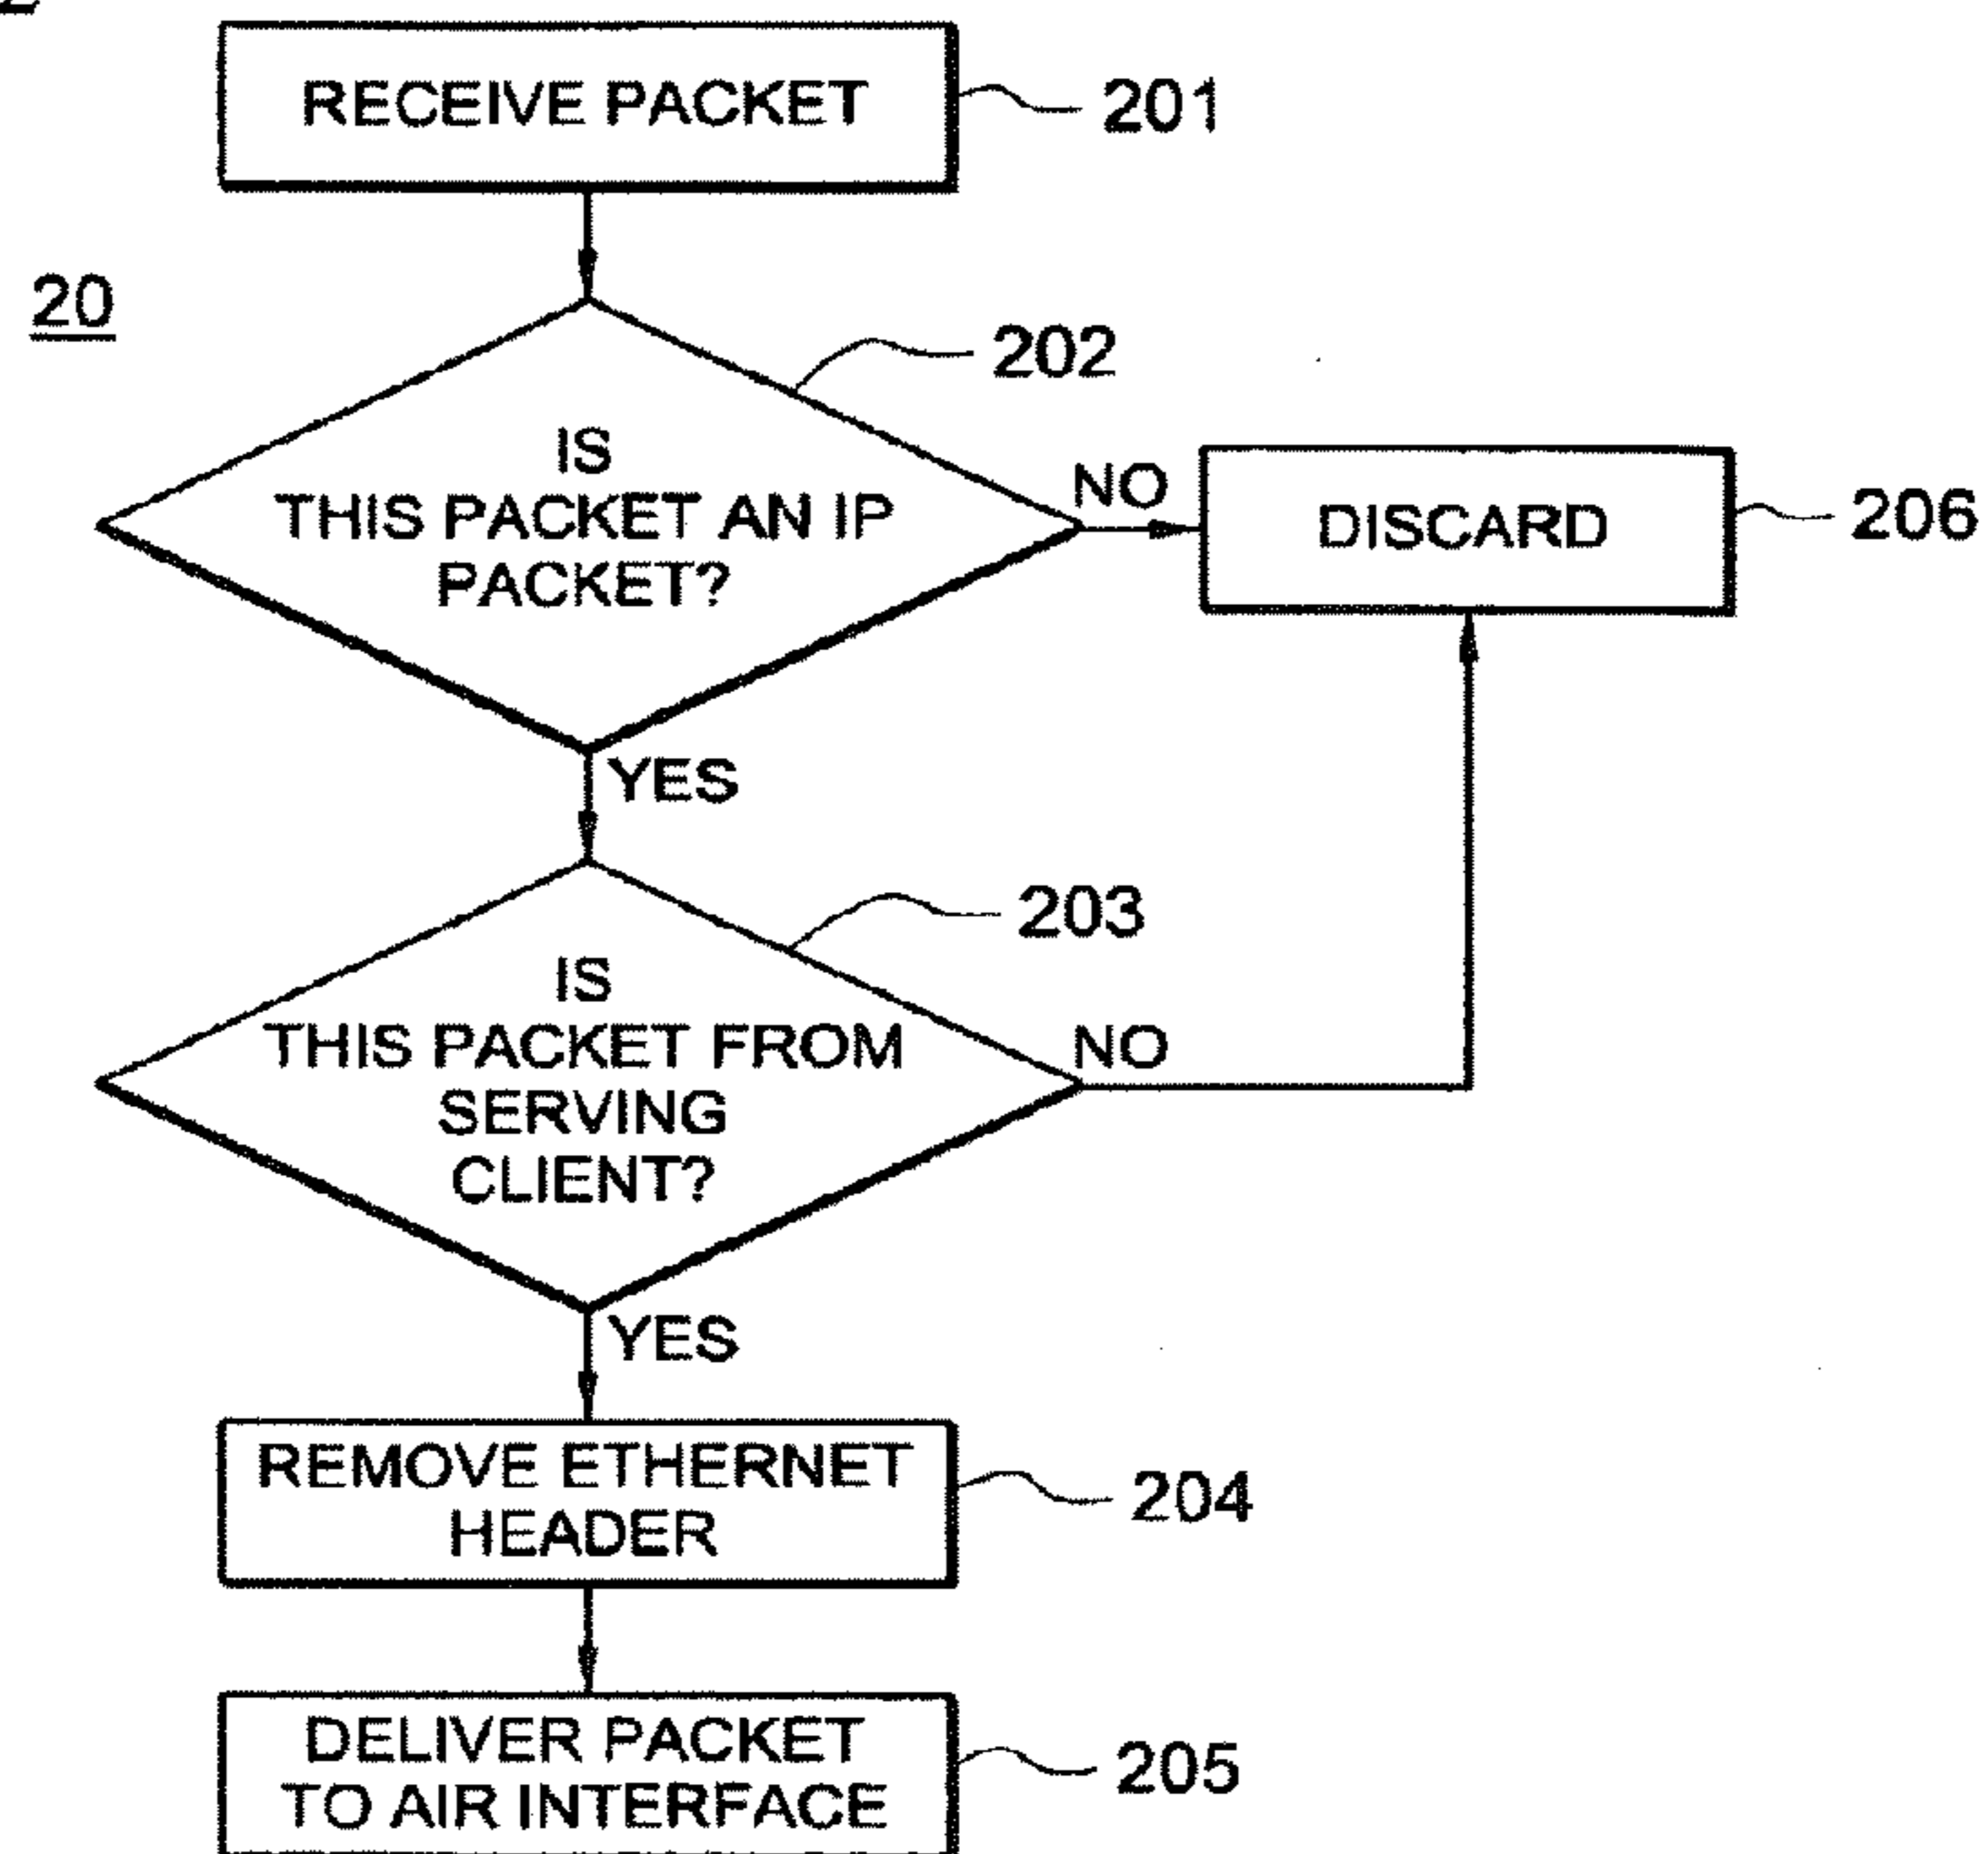 RECEIVE PACKET
201
20
202
IS
THIS PACKET AN IP
PACKET?
NO
DISCARD
206
YES
203
IS
THIS PACKET FROM
SERVING
CLIENT?
NO
YES
REMOVE ETHERNET
HEADER
204
DELIVER PACKET
TO AIR INTERFACE
205